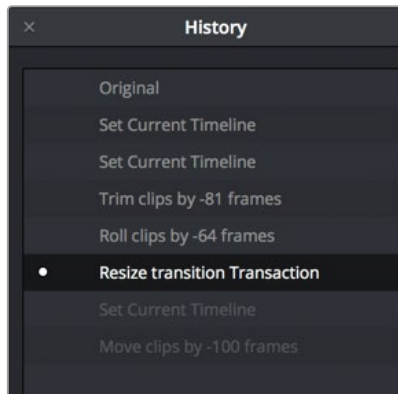 History
Original
Set Current Timeline
Set Current Timeline
Trim clips by -81 frames
Roll clips by -64 frames
Resize transition Transaction
Set Current Timeline
Move clips by -100 frames